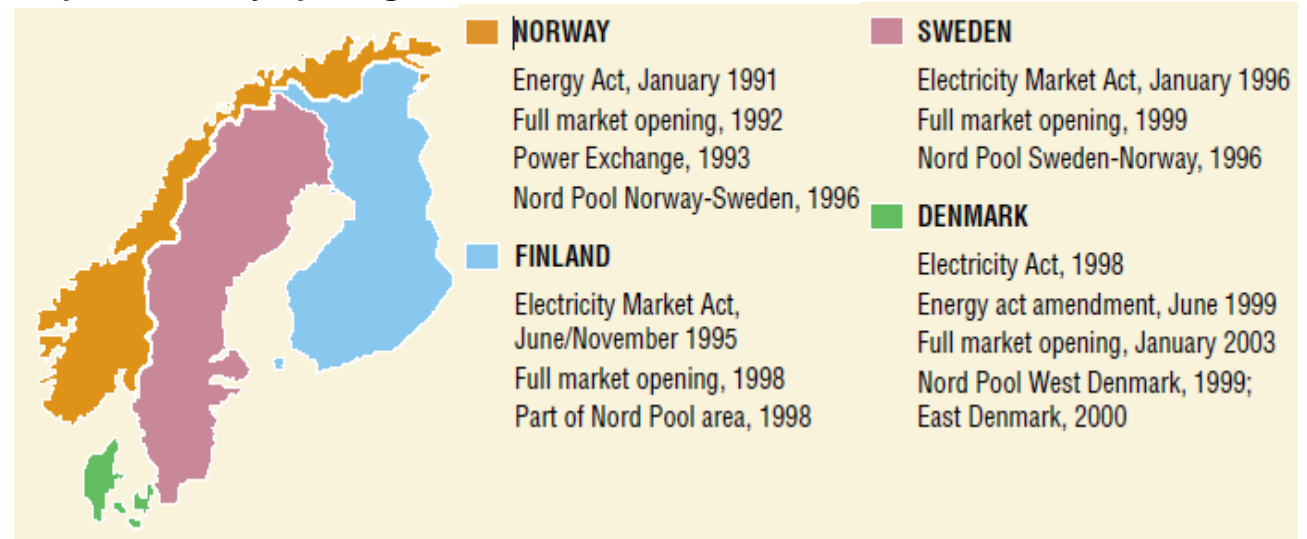 NORWAY
Energy Act, January 1991
Full market opening, 1992
Power Exchange, 1993
Nord Pool Norway-Sweden, 1996
FINLAND
Electricity Market Act,
June/November 1995
Full market opening, 1998
Part of Nord Pool area, 1998
SWEDEN
Electricity Market Act, January 1996
Full market opening, 1999
Nord Pool Sweden-Norway, 1996
DENMARK
Electricity Act, 1998
Energy act amendment, June 1999
Full market opening, January 2003
Nord Pool West Denmark, 1999;
East Denmark, 2000